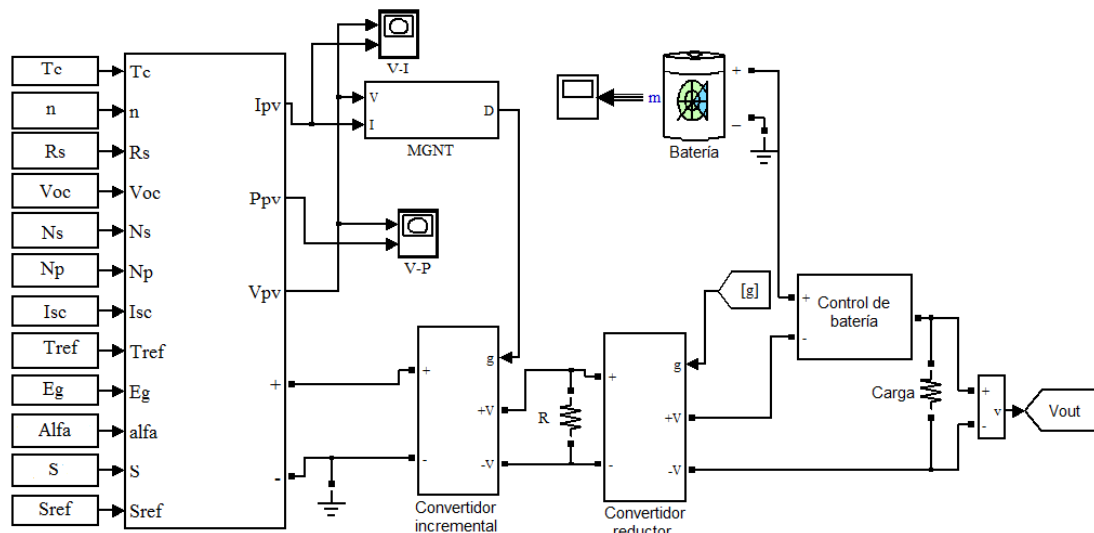 Tc
n
Rs
Voc
Ns
Np
Isc
Tref
Eg
Alfa
S
Sref
Tc
n
Rs
Voc
Ns
Np
Isc
Tref
Eg
alfa
S
Sref
Ipv
Ppv
Vpv
+
-
V-I
V
I
D
MGNT
V-P
m
+
−
Batería
g
+
+V
-
-V
Convertidor
incremental
R
[g]
g
+
+V
-
-V
Convertidor
reductor
+
-
Control de
batería
Carga
+
-
v
Vout